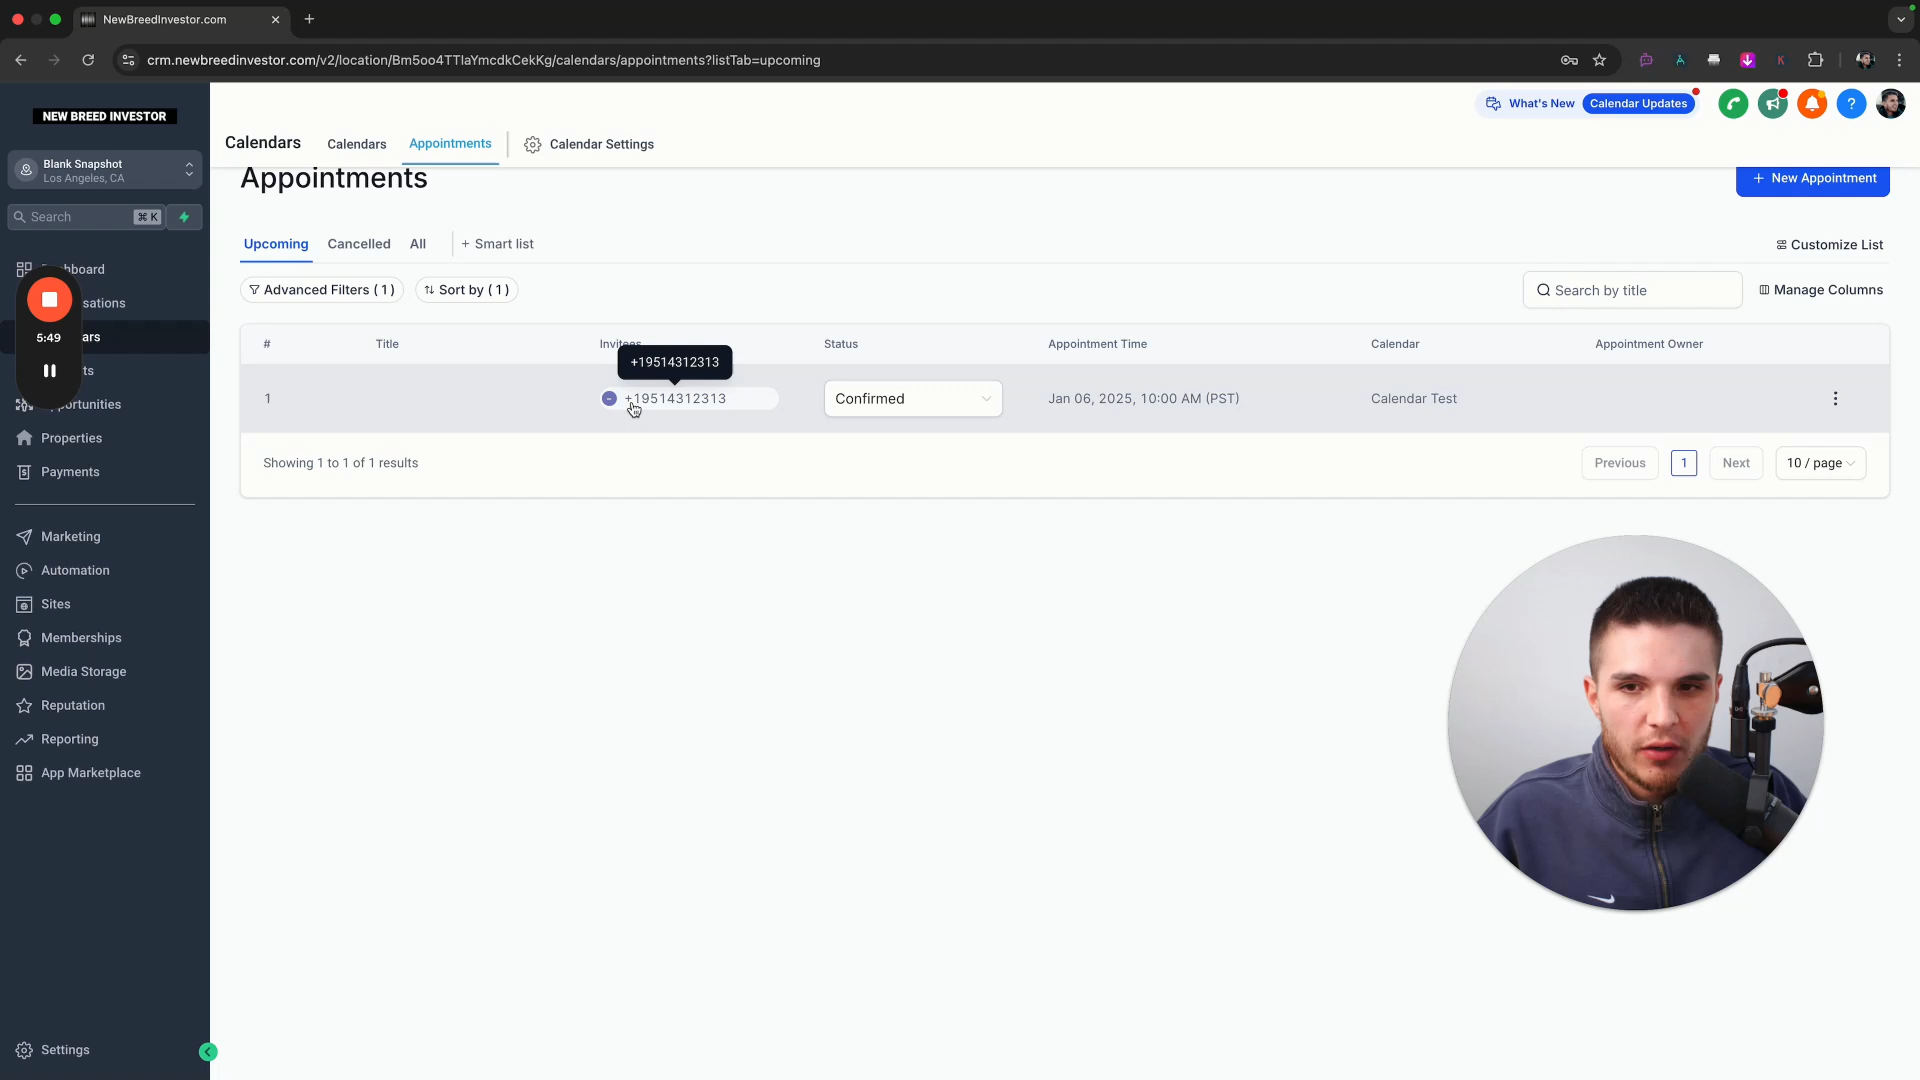 NewBreedInvestor.com
crm.newbreedinvestor.com/v2/location/Bm5oo4TTIaYmcdkCekKg/calendars/appointments?listTab=upcoming
K
NEW BREED INVESTOR
What's New
Calendar Updates
?
Calendars
Calendars
Appointments
Calendar Settings
Blank Snapshot
Los Angeles, CA
Search
⌘ K
Appointments
+ New Appointment
Upcoming
Cancelled
All
+ Smart list
Customize List
Advanced Filters ( 1 )
Sort by ( 1 )
Search by title
Manage Columns
#
Title
Invitees
Status
Appointment Time
Calendar
Appointment Owner
+19514312313
1
+19514312313
Confirmed
Jan 06, 2025, 10:00 AM (PST)
Calendar Test
Showing 1 to 1 of 1 results
Previous
1
Next
10 / page
5:49
Properties
Payments
Marketing
Automation
Sites
Memberships
Media Storage
Reputation
Reporting
App Marketplace
Settings